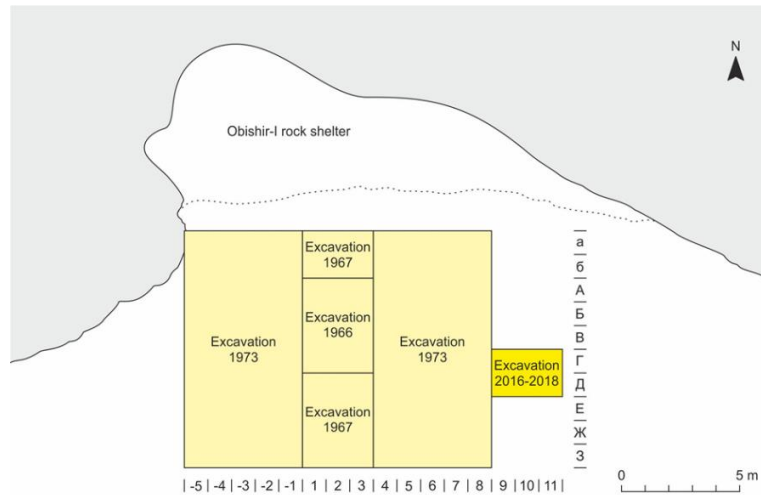 N
Obishir-I rock shelter
Excavation
1967
Excavation
1966
Excavation
1973
Excavation
1973
Excavation
1967
Excavation
2016-2018
а
б
А
Б
В
Г
Д
Е
Ж
З
-5 | -4 | -3 | -2 | -1 | 1 | 2 | 3 | 4 | 5 | 6 | 7 | 8 | 9 | 10 | 11
0 5 m